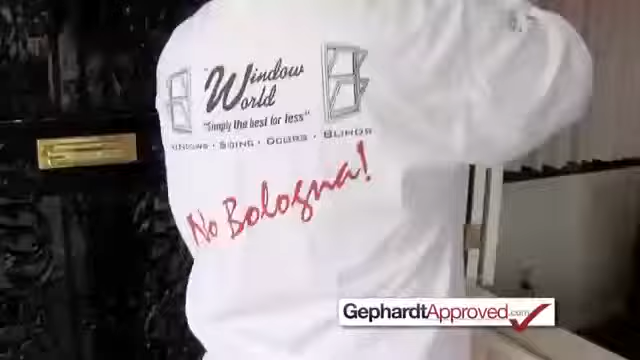 Window
World
"Simply the best for less"
Windows · Siding · Doors · Blinds
No Bologna!
GephardtApproved.com